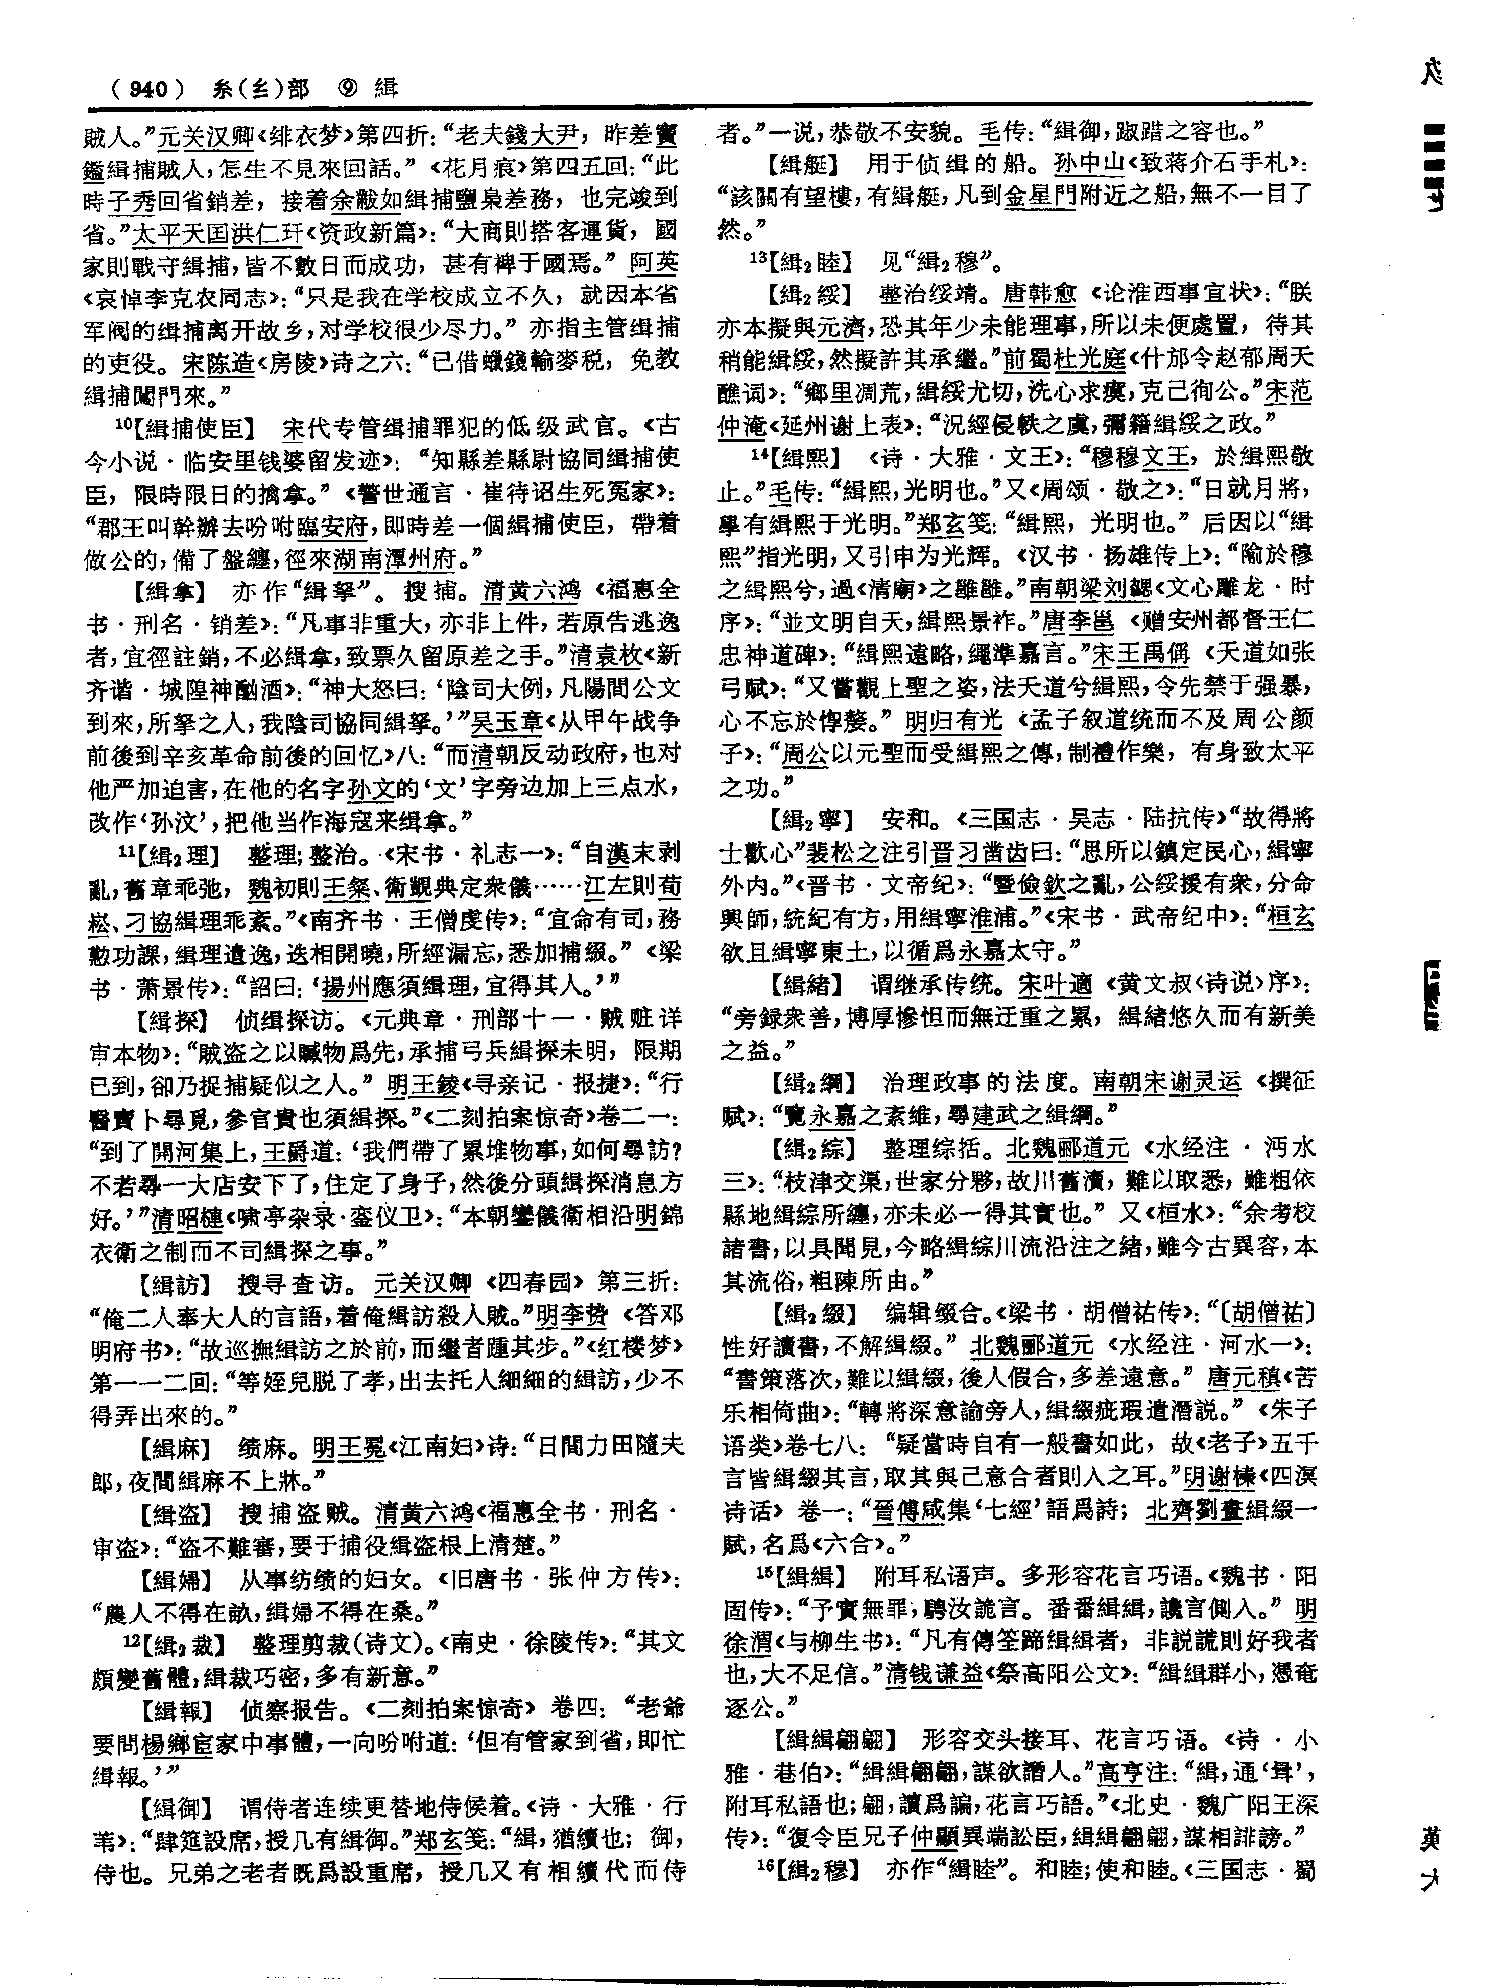 （940） 糸(纟)部 ⑨ 緝
贼人。”元关汉卿《绯衣梦》第四折：“老夫錢大尹，昨差竇
鑑緝捕賊人，怎生不見來回話。”《花月痕》第四五回：“此
時子秀回省銷差，接着余黻如緝捕鹽梟差務，也完竣到
省。”太平天囯洪仁玕《资政新篇》：“大商則搭客運貨，國
家則戰守緝捕，皆不數日而成功，甚有裨于國焉。”阿英
《哀悼李克农同志》：“只是我在学校成立不久，就因本省
军阀的缉捕离开故乡，对学校很少尽力。”亦指主管缉捕
的吏役。宋陈造《房陵》诗之六：“已借蠟錢輸麥税，免教
緝捕闖門來。”
10【緝捕使臣】 宋代专管缉捕罪犯的低级武官。《古
今小说·临安里钱婆留发迹》：“知縣差縣尉協同緝捕使
臣，限時限日的擒拿。”《警世通言·崔待诏生死冤家》：
“郡王叫幹辦去吩咐臨安府，即時差一個緝捕使臣，帶着
做公的，備了盤纏，徑來湖南潭州府。”
【緝拿】 亦作“緝拏”。搜捕。清黄六鸿《福惠全
书·刑名·销差》：“凡事非重大，亦非上件，若原告逃逸
者，宜徑註銷，不必緝拿，致票久留原差之手。”清袁枚《新
齐谐·城隍神酗酒》：“神大怒曰：‘陰司大例，凡陽間公文
到來，所拏之人，我陰司協同緝拏。’”吴玉章《从甲午战争
前後到辛亥革命前後的回忆》八：“而清朝反动政府，也对
他严加迫害，在他的名字孙文的‘文’字旁边加上三点水，
改作‘孙汶’，把他当作海寇来缉拿。”
11【緝2理】 整理；整治。《宋书·礼志一》：“自漢末剥
亂，舊章乖弛，魏初則王粲、衛覬典定衆儀……江左則荀
崧、刁協緝理乖紊。”《南齐书·王僧虔传》：“宜命有司，務
懃功課，緝理遺逸，迭相開曉，所經漏忘，悉加補綴。”《梁
书·萧景传》：“詔曰：‘揚州應須緝理，宜得其人。’”
【緝探】 侦缉探访。《元典章·刑部十一·贼赃详
审本物》：“賊盗之以贓物爲先，承捕弓兵緝探未明，限期
已到，卻乃捉捕疑似之人。”明王錂《寻亲记·报捷》：“行
醫賣卜尋覓，參官貴也須緝探。”《二刻拍案惊奇》卷二一：
“到了開河集上，王爵道：‘我們帶了累堆物事，如何尋訪？
不若尋一大店安下了，住定了身子，然後分頭緝探消息方
好。’”清昭槤《啸亭杂录·銮仪卫》：“本朝鑾儀衛相沿明錦
衣衛之制而不司緝探之事。”
【緝訪】 搜寻查访。元关汉卿《四春园》第三折：
“俺二人奉大人的言語，着俺緝訪殺人賊。”明李贽《答邓
明府书》：“故巡撫緝訪之於前，而繼者踵其步。”《红楼梦》
第一一二回：“等姪兒脱了孝，出去托人細細的緝訪，少不
得弄出來的。”
【緝麻】 绩麻。明王冕《江南妇》诗：“日間力田隨夫
郎，夜間緝麻不上牀。”
【緝盗】 搜捕盗贼。清黄六鸿《福惠全书·刑名·
审盗》：“盗不難審，要于捕役緝盗根上清楚。”
【緝婦】 从事纺绩的妇女。《旧唐书·张仲方传》：
“農人不得在畝，緝婦不得在桑。”
12【緝2裁】 整理剪裁(诗文)。《南史·徐陵传》：“其文
頗變舊體，緝裁巧密，多有新意。”
【緝報】 侦察报告。《二刻拍案惊奇》卷四：“老爺
要問楊鄉宦家中事體，一向吩咐道：‘但有管家到省，即忙
緝報。’”
【緝御】 谓侍者连续更替地侍候着。《诗·大雅·行
苇》：“肆筵設席，授几有緝御。”郑玄笺：“緝，猶續也；御，
侍也。兄弟之老者既爲設重席，授几又有相續代而侍
者。”一说，恭敬不安貌。毛传：“緝御，踧踖之容也。”
【緝艇】 用于侦缉的船。孙中山《致蒋介石手札》：
“該關有望樓，有緝艇，凡到金星門附近之船，無不一目了
然。”
13【緝2睦】 见“緝2穆”。
【緝2綏】 整治绥靖。唐韩愈《论淮西事宜状》：“朕
亦本擬與元濟，恐其年少未能理事，所以未便處置，待其
稍能緝綏，然擬許其承繼。”前蜀杜光庭《什邡令赵郁周天
醮词》：“鄉里凋荒，緝綏尤切，洗心求瘼，克己徇公。”宋范
仲淹《延州谢上表》：“況經侵軼之虞，彌藉緝綏之政。”
14【緝熙】 《诗·大雅·文王》：“穆穆文王，於緝熙敬
止。”毛传：“緝熙，光明也。”又《周颂·敬之》：“日就月將，
學有緝熙于光明。”郑玄笺：“緝熙，光明也。”后因以“緝
熙”指光明，又引申为光辉。《汉书·扬雄传上》：“隃於穆
之緝熙兮，過《清廟》之雝雝。”南朝梁刘勰《文心雕龙·时
序》：“並文明自天，緝熙景祚。”唐李邕《赠安州都督王仁
忠神道碑》：“緝熙遠略，繩準嘉言。”宋王禹偁《天道如张
弓赋》：“又嘗觀上聖之姿，法天道兮緝熙，令先禁于强暴，
心不忘於惸嫠。”明归有光《孟子叙道统而不及周公颜
子》：“周公以元聖而受緝熙之傳，制禮作樂，有身致太平
之功。”
【緝2寧】 安和。《三国志·吴志·陆抗传》“故得將
士歡心”裴松之注引晋习凿齿曰：“思所以鎮定民心，緝寧
外内。”《晋书·文帝纪》：“暨儉欽之亂，公綏援有衆，分命
興師，統紀有方，用緝寧淮浦。”《宋书·武帝纪中》：“桓玄
欲且緝寧東土，以循爲永嘉太守。”
【緝緒】 谓继承传统。宋叶適《黄文叔〈诗说〉序》：
“旁録衆善，博厚慘怛而無迂重之累，緝緒悠久而有新美
之益。”
【緝2綱】 治理政事的法度。南朝宋谢灵运《撰征
赋》：“覽永嘉之紊維，尋建武之緝綱。”
【緝2綜】 整理综括。北魏郦道元《水经注·沔水
三》：“枝津交渠，世家分夥，故川舊瀆，難以取悉，雖粗依
縣地緝綜所纏，亦未必一得其實也。”又《桓水》：“余考校
諸書，以具聞見，今略緝綜川流沿注之緒，雖今古異容，本
其流俗，粗陳所由。”
【緝2綴】 编辑缀合。《梁书·胡僧祐传》：“〔胡僧祐〕
性好讀書，不解緝綴。”北魏郦道元《水经注·河水一》：
“書策落次，難以緝綴，後人假合，多差遠意。”唐元稹《苦
乐相倚曲》：“轉將深意諭旁人，緝綴疵瑕遣潛説。”《朱子
语类》卷七八：“疑當時自有一般書如此，故《老子》五千
言皆緝綴其言，取其與己意合者則入之耳。”明谢榛《四溟
诗话》卷一：“晉傅咸集‘七經’語爲詩；北齊劉晝緝綴一
賦，名爲《六合》。”
15【緝緝】 附耳私语声。多形容花言巧语。《魏书·阳
固传》：“予實無罪，騁汝詭言。番番緝緝，讒言側入。”明
徐渭《与柳生书》：“凡有傳筌蹄緝緝者，非説謊則好我者
也，大不足信。”清钱谦益《祭高阳公文》：“緝緝群小，憑奄
逐公。”
【緝緝翩翩】 形容交头接耳、花言巧语。《诗·小
雅·巷伯》：“緝緝翩翩，謀欲譖人。”高亨注：“緝，通‘咠’，
附耳私語也；翩，讀爲諞，花言巧語。”《北史·魏广阳王深
传》：“復令臣兄子仲顯異端訟臣，緝緝翩翩，謀相誹謗。”
16【緝2穆】 亦作“緝睦”。和睦；使和睦。《三国志·蜀